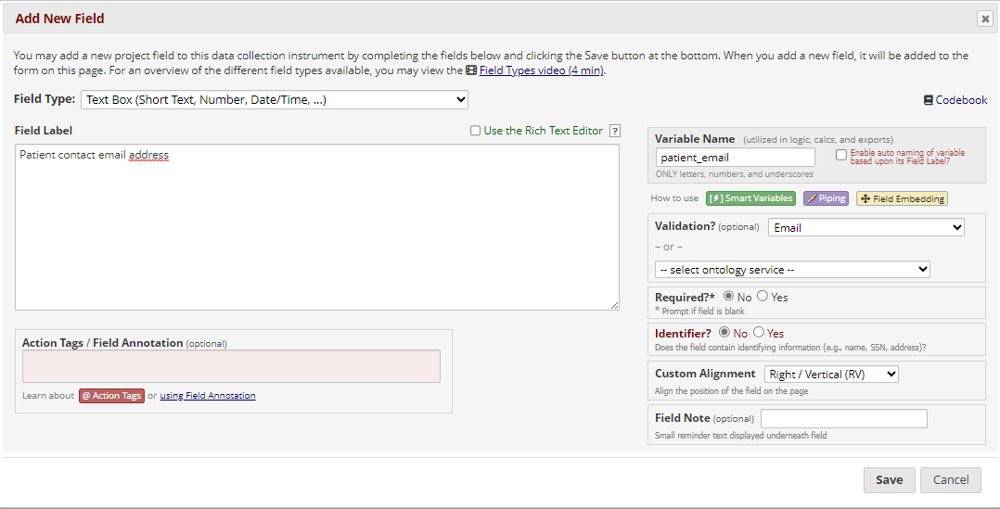 Add New Field
You may add a new project field to this data collection instrument by completing the fields below and clicking the Save button at the bottom. When you add a new field, it will be added to the
form on this page. For an overview of the different field types available, you may view the Field Types video (4 min).
Field Type: Text Box (Short Text, Number, Date/Time, ...)
Codebook
Field Label
Use the Rich Text Editor ?
Patient contact email address
Action Tags / Field Annotation (optional)
Learn about @ Action Tags or using Field Annotation
Variable Name (utilized in logic, calcs, and exports)
patient_email
Enable auto naming of variable
based upon its Field Label?
ONLY letters, numbers, and underscores
How to use Smart Variables Piping Field Embedding
Validation? (optional) Email
-- or --
-- select ontology service --
Required?* No Yes
* Prompt if field is blank
Identifier? No Yes
Does the field contain identifying information (e.g., name, SSN, address)?
Custom Alignment Right / Vertical (RV)
Align the position of the field on the page
Field Note (optional)
Small reminder text displayed underneath field
Save Cancel